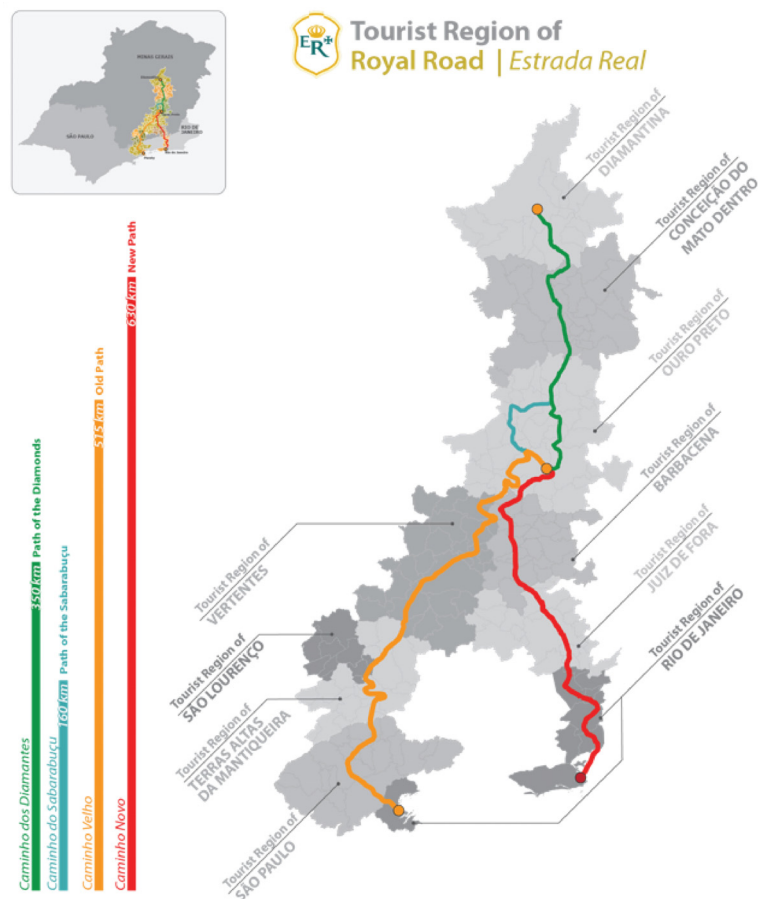 MINAS GERAIS
SÃO PAULO
RIO DE
JANEIRO
Rio de Janeiro
ER
Tourist Region of
Royal Road | Estrada Real
Tourist Region of
DIAMANTINA
Tourist Region of
CONCEIÇÃO DO
MATO DENTRO
Tourist Region of
OURO PRETO
Tourist Region of
BARBACENA
Tourist Region of
JUIZ DE FORA
Tourist Region of
RIO DE JANEIRO
Tourist Region of
VERTENTES
Tourist Region of
SÃO LOURENÇO
Tourist Region of
TERRAS ALTAS
DA MANTIQUEIRA
Tourist Region of
SÃO PAULO
Caminho dos Diamantes
350 km Path of the Diamonds
Caminho do Sabarabuçu
160 km Path of the Sabarabuçu
Caminho Velho
515 km Old Path
Caminho Novo
630 km New Path